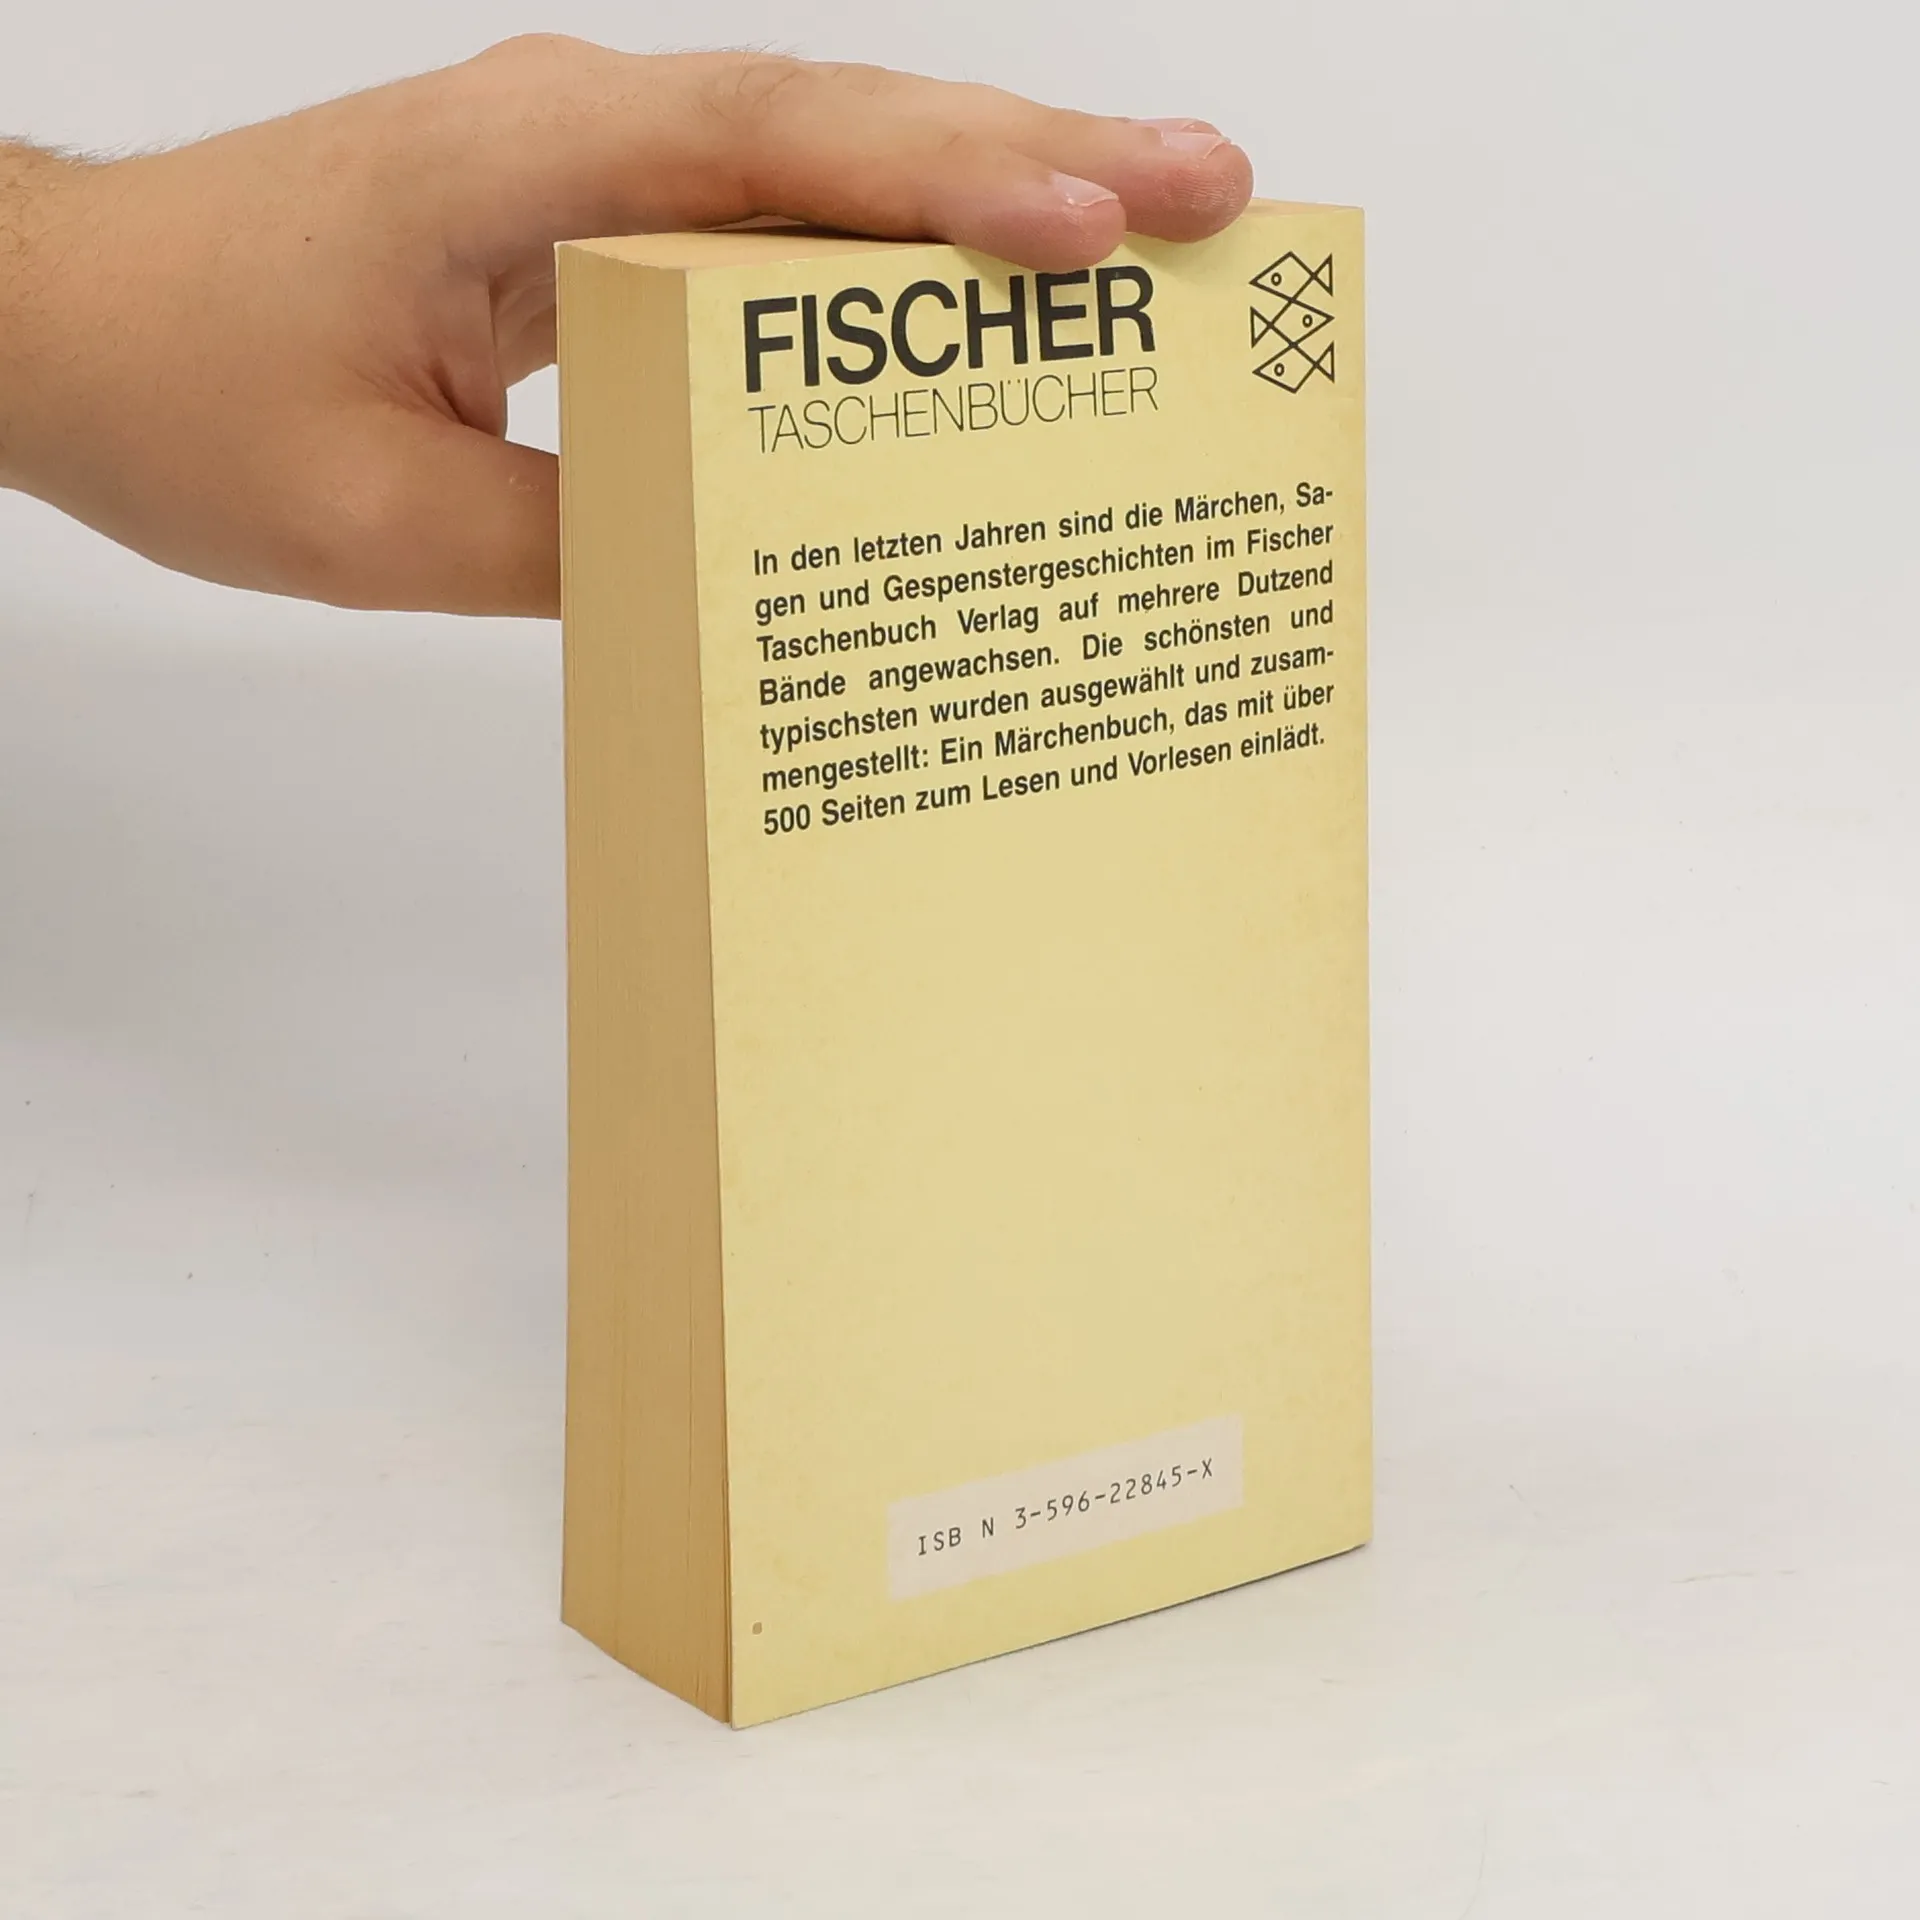 FISCHER
TASCHENBÜCHER
In den letzten Jahren sind die Märchen, Sa-
gen und Gespenstergeschichten im Fischer
Taschenbuch Verlag auf mehrere Dutzend
Bände angewachsen. Die schönsten und
typischsten wurden ausgewählt und zusam-
mengestellt: Ein Märchenbuch, das mit über
500 Seiten zum Lesen und Vorlesen einlädt.
ISB N 3-596-22845-X